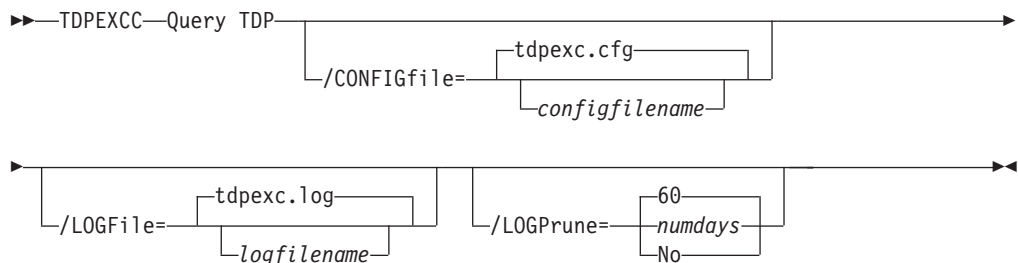 TDPEXCC Query TDP
tdpexc.cfg
/CONFIGfile=
configfilename
tdpexc.log
/LOGFile=
logfilename
60
/LOGPrune=
numdays
No